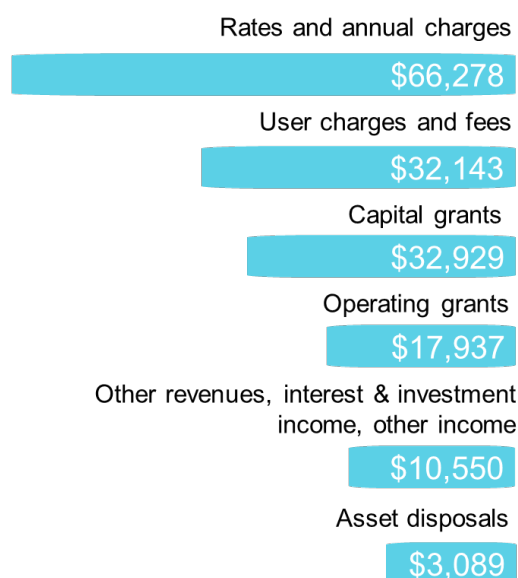 Rates and annual charges
$66,278
User charges and fees
$32,143
Capital grants
$32,929
Operating grants
$17,937
Other revenues, interest & investment
income, other income
$10,550
Asset disposals
$3,089